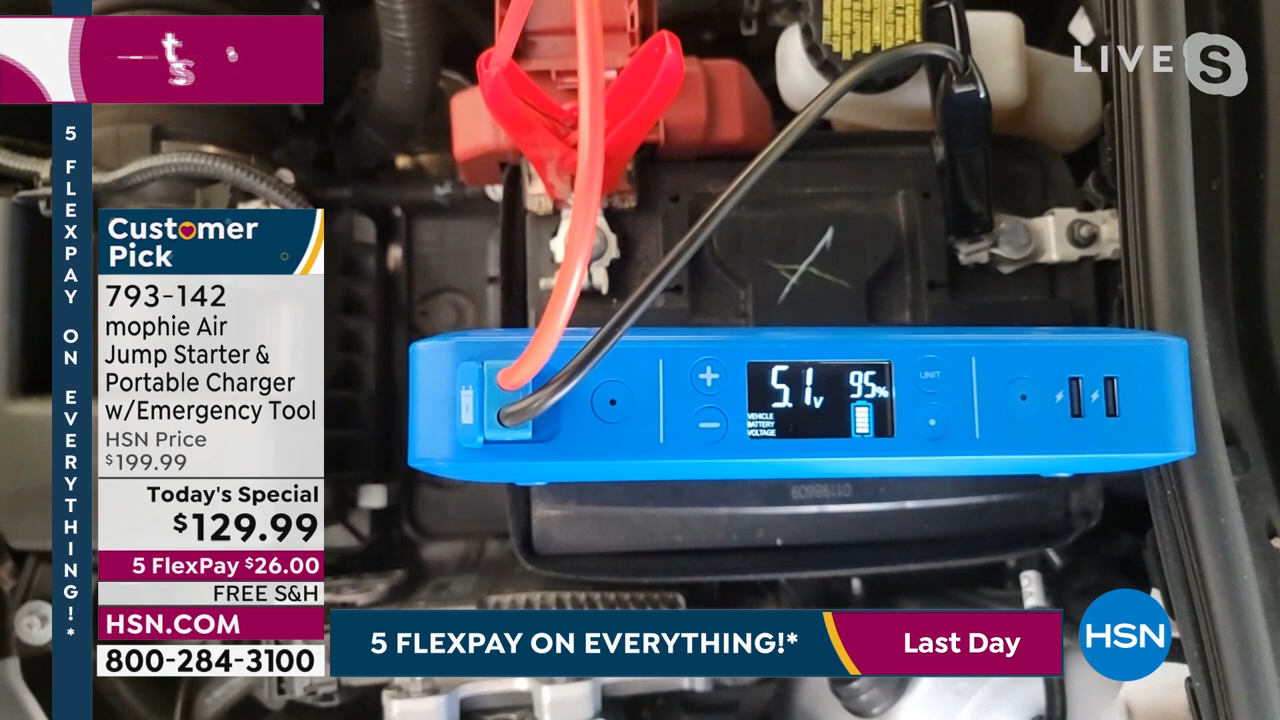 t
s
LIVE S
5 FLEXPAY ON EVERYTHING!*
Customer
Pick
793-142
mophie Air
Jump Starter &
Portable Charger
w/Emergency Tool
HSN Price
$199.99
Today's Special
$129.99
5 FlexPay $26.00
FREE S&H
HSN.COM
800-284-3100
+
−
5.1v 95%
VEHICLE
BATTERY
VOLTAGE
UNIT
5 FLEXPAY ON EVERYTHING!*
Last Day
HSN